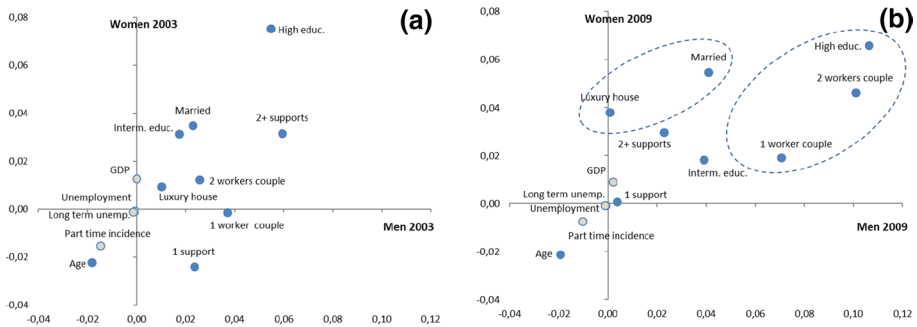 Women 2003
(a)
0,08
0,06
0,04
0,02
0,00
-0,02
-0,04
High educ.
Married
Interm. educ.
2+ supports
GDP
2 workers couple
Unemployment
Luxury house
Long term unemp.
1 worker couple
Men 2003
Part time incidence
Age
1 support
-0,04
-0,02
0,00
0,02
0,04
0,06
0,08
0,10
0,12
Women 2009
(b)
0,08
0,06
0,04
0,02
0,00
-0,02
-0,04
High educ.
Married
2 workers couple
Luxury house
2+ supports
1 worker couple
GDP
Interm. educ.
Long term unemp.
1 support
Unemployment
Men 2009
Part time incidence
Age
-0,06
-0,04
-0,02
0,00
0,02
0,04
0,06
0,08
0,10
0,12